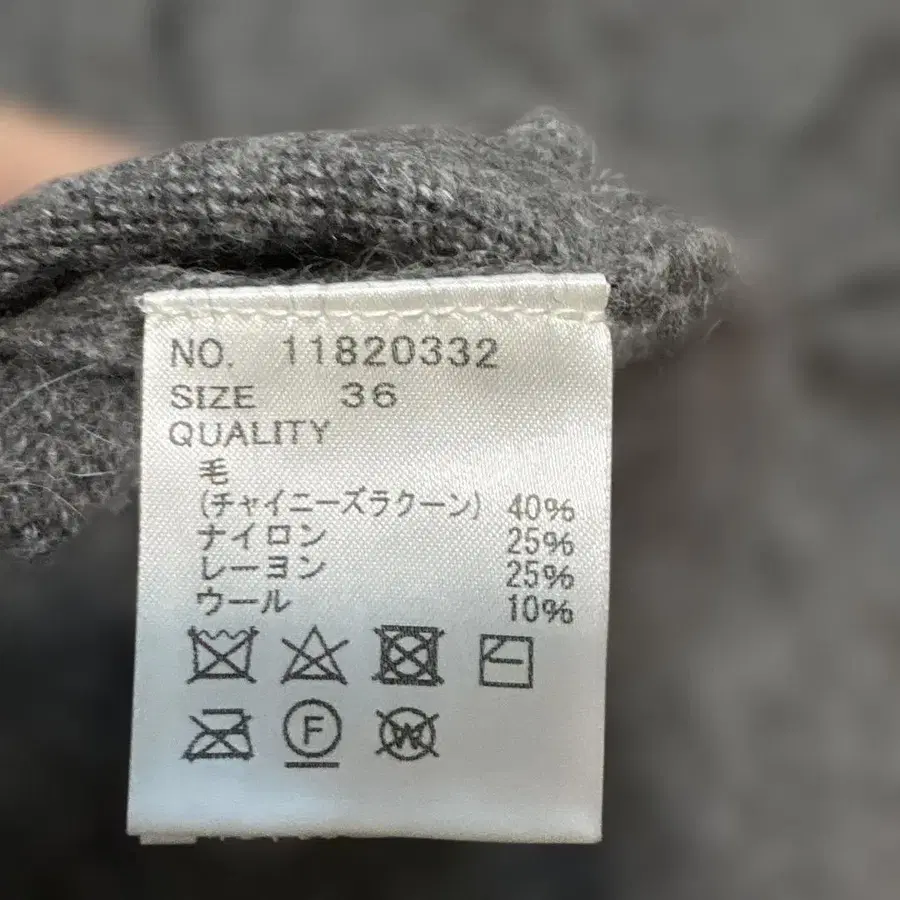 NO. 11820332
SIZE 36
QUALITY
毛
(チャイニーズラクーン) 40%
ナイロン 25%
レーヨン 25%
ウール 10%
F W